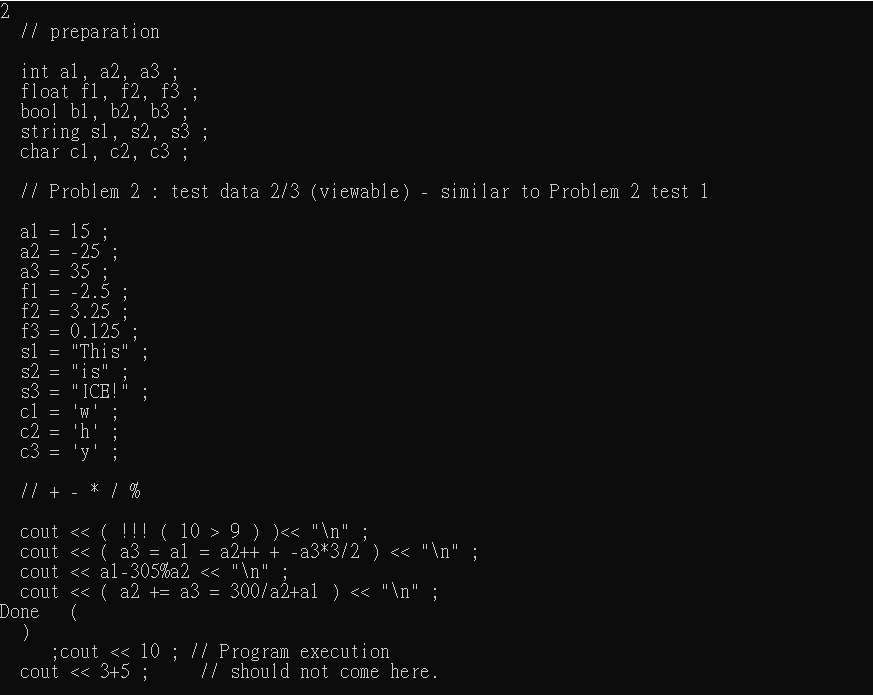 2
// preparation
int a1, a2, a3 ;
float f1, f2, f3 ;
bool b1, b2, b3 ;
string s1, s2, s3 ;
char c1, c2, c3 ;
// Problem 2 : test data 2/3 (viewable) - similar to Problem 2 test 1
a1 = 15 ;
a2 = -25 ;
a3 = 35 ;
f1 = -2.5 ;
f2 = 3.25 ;
f3 = 0.125 ;
s1 = "This" ;
s2 = "is" ;
s3 = "ICE!" ;
c1 = 'w' ;
c2 = 'h' ;
c3 = 'y' ;
// + - * / %
cout << ( !!! ( 10 > 9 ) )<< "\n" ;
cout << ( a3 = a1 = a2++ + -a3*3/2 ) << "\n" ;
cout << a1-305%a2 << "\n" ;
cout << ( a2 += a3 = 300/a2+a1 ) << "\n" ;
Done   (
)
;cout << 10 ; // Program execution
cout << 3+5 ;     // should not come here.